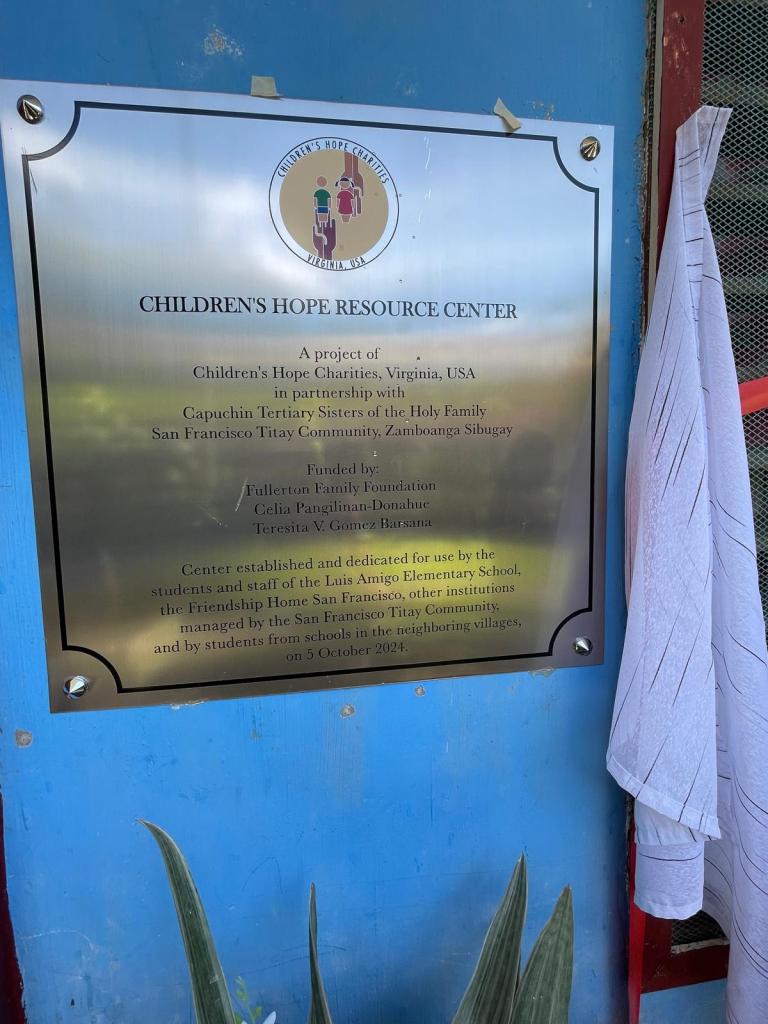 CHILDREN'S HOPE CHARITIES
VIRGINIA, USA
CHILDREN'S HOPE RESOURCE CENTER
A project of
Children's Hope Charities, Virginia, USA
in partnership with
Capuchin Tertiary Sisters of the Holy Family
San Francisco Titay Community, Zamboanga Sibugay
Funded by:
Fullerton Family Foundation
Celia Pangilinan-Donahue
Teresita V. Gomez Barsana
Center established and dedicated for use by the
students and staff of the Luis Amigo Elementary School,
the Friendship Home San Francisco, other institutions
managed by the San Francisco Titay Community,
and by students from schools in the neighboring villages,
on 5 October 2024.